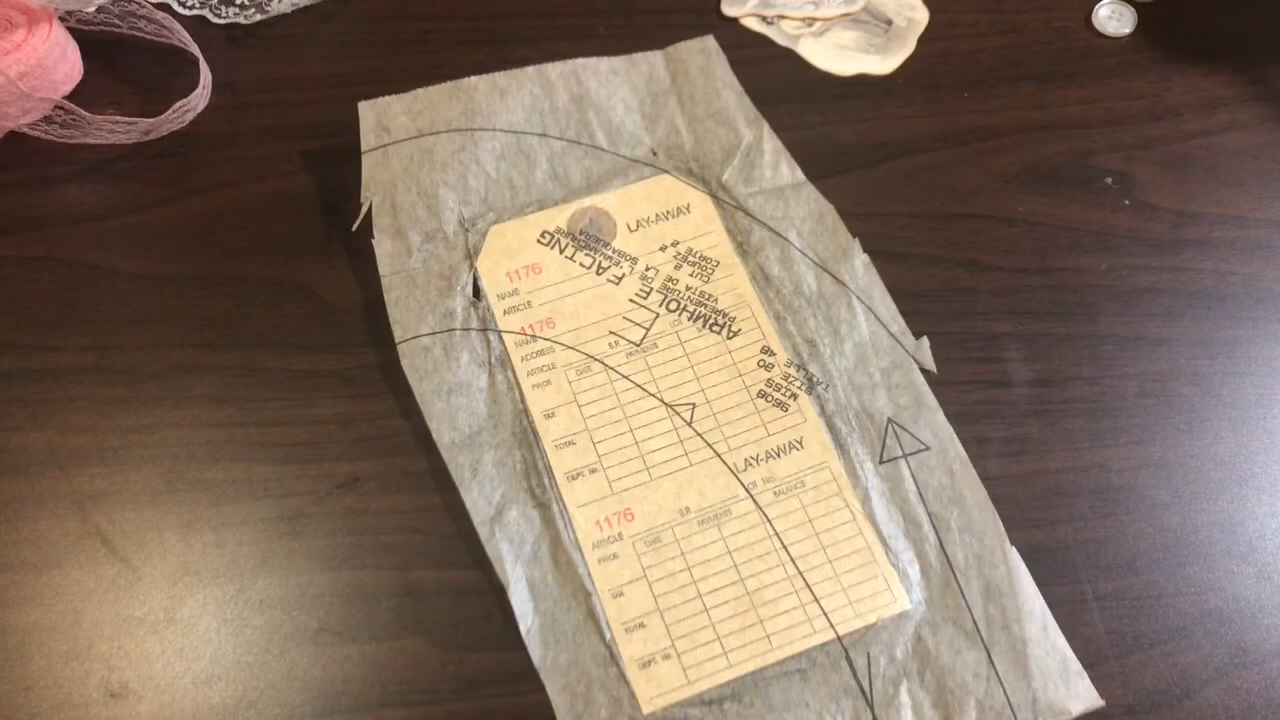 LAY-AWAY
1176
NAME
ARTICLE
1176
NAME
ADDRESS
ARTICLE
S.R.
LOT
PRICE
DATE
PAYMENTS
TAX
TOTAL
DEPT. No.
LAY-AWAY
1176
S.R.
LOT No.
ARTICLE
PRICE
DATE
PAYMENTS
BALANCE
TAX
TOTAL
DEPT. No.
9608
MISS
SIZE 20
TAILLE 48
E
ARMHOLE FACING
PAREMENTURE DE L'EMMANCHURE
VISTA DE LA SOBAQUERA
CUT 2
COUPEZ 2
CORTE 2